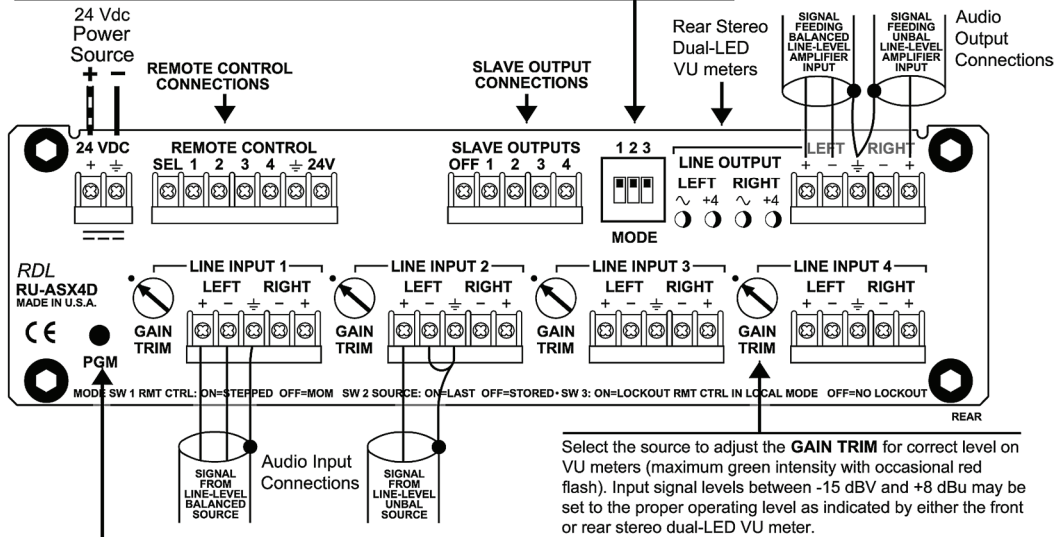 24 Vdc
Power
Source
+ −
REMOTE CONTROL
CONNECTIONS
SLAVE OUTPUT
CONNECTIONS
Rear Stereo
Dual-LED
VU meters
SIGNAL
FEEDING
BALANCED
LINE-LEVEL
AMPLIFIER
INPUT
SIGNAL
FEEDING
UNBAL
LINE-LEVEL
AMPLIFIER
INPUT
Audio
Output
Connections
24 VDC
+ ⏚
REMOTE CONTROL
SEL 1 2 3 4 ⏚ 24V
SLAVE OUTPUTS
OFF 1 2 3 4
1 2 3
MODE
LINE OUTPUT
LEFT RIGHT
∿ +4 ∿ +4
LEFT RIGHT
+ − ⏚ − +
RDL
RU-ASX4D
MADE IN U.S.A.
CE
PGM
LINE INPUT 1
LEFT RIGHT
+ − ⏚ − +
GAIN
TRIM
LINE INPUT 2
LEFT RIGHT
+ − ⏚ − +
GAIN
TRIM
LINE INPUT 3
LEFT RIGHT
+ − ⏚ − +
GAIN
TRIM
LINE INPUT 4
LEFT RIGHT
+ − ⏚ − +
GAIN
TRIM
MODE SW 1 RMT CTRL: ON=STEPPED OFF=MOM SW 2 SOURCE: ON=LAST OFF=STORED • SW 3: ON=LOCKOUT RMT CTRL IN LOCAL MODE OFF=NO LOCKOUT
REAR
SIGNAL
FROM
LINE-LEVEL
BALANCED
SOURCE
Audio Input
Connections
SIGNAL
FROM
LINE-LEVEL
UNBAL
SOURCE
Select the source to adjust the GAIN TRIM for correct level on
VU meters (maximum green intensity with occasional red
flash). Input signal levels between -15 dBV and +8 dBu may be
set to the proper operating level as indicated by either the front
or rear stereo dual-LED VU meter.